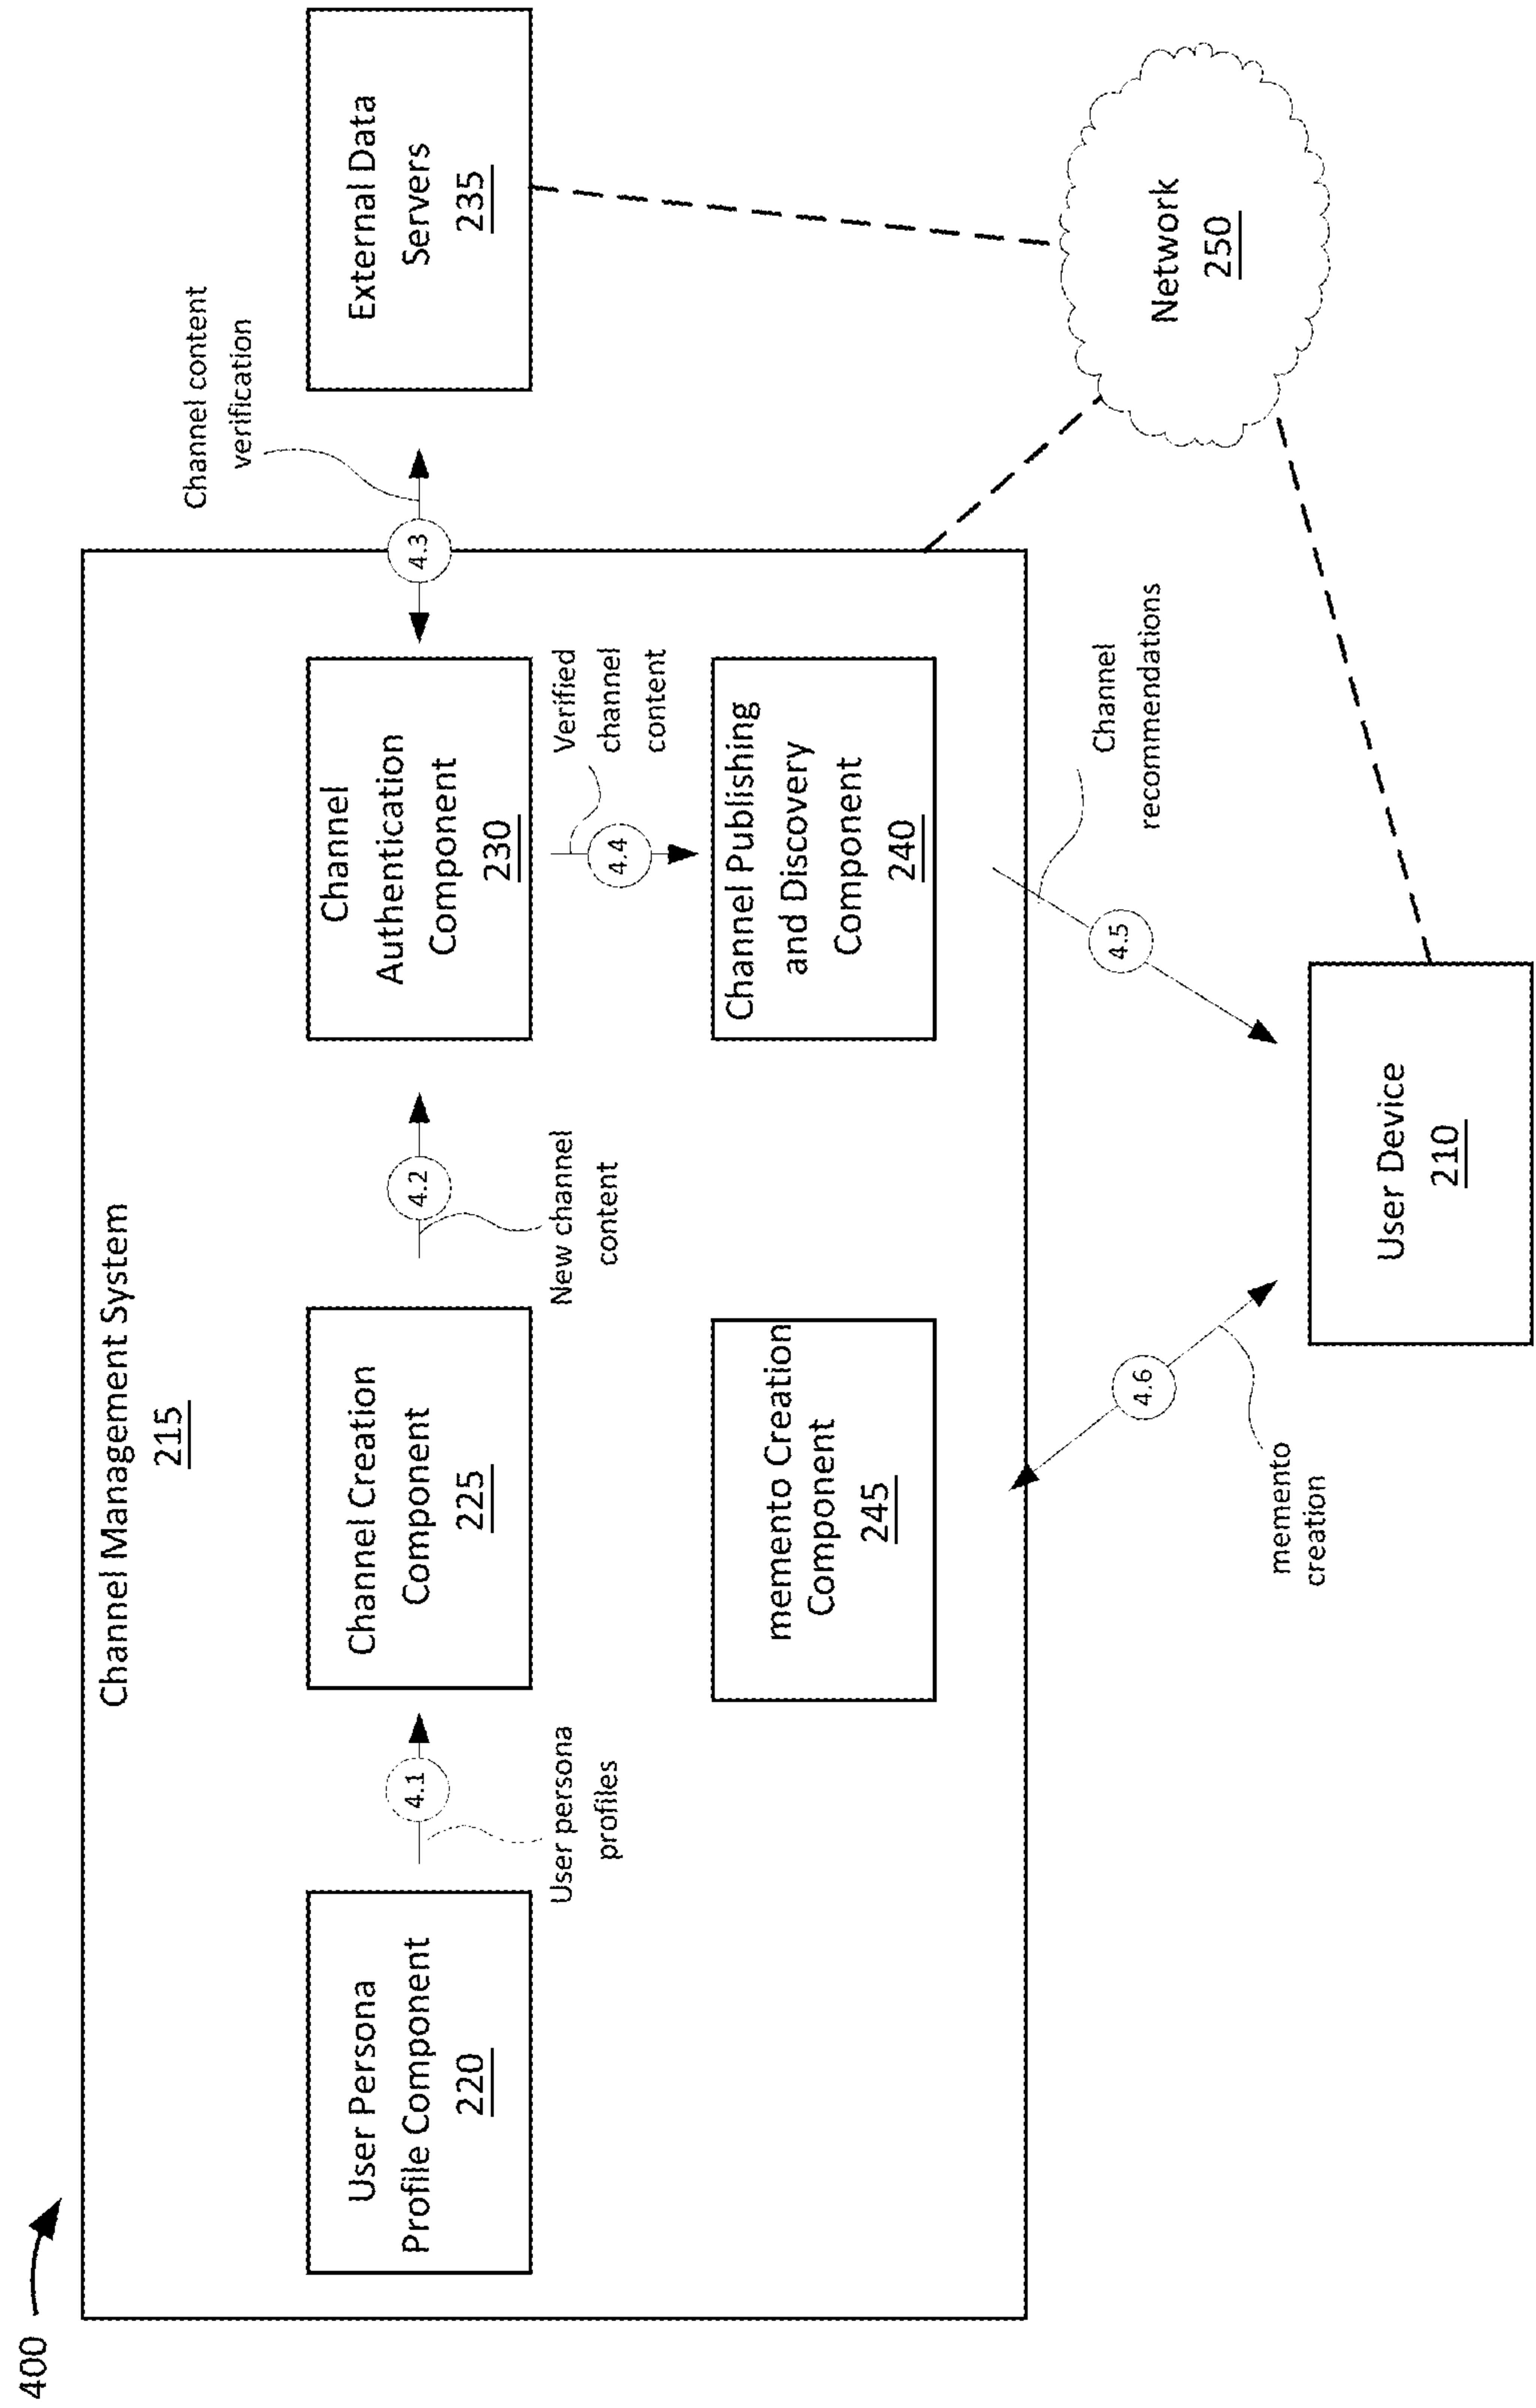 400
Channel Management System
215
User Persona
Profile Component
220
4.1
User persona
profiles
Channel Creation
Component
225
4.2
New channel
content
Channel
Authentication
Component
230
4.3
Channel content
verification
External Data
Servers
235
4.4
Verified
channel
content
memento Creation
Component
245
Channel Publishing
and Discovery
Component
240
4.6
memento
creation
4.5
Channel
recommendations
User Device
210
Network
250